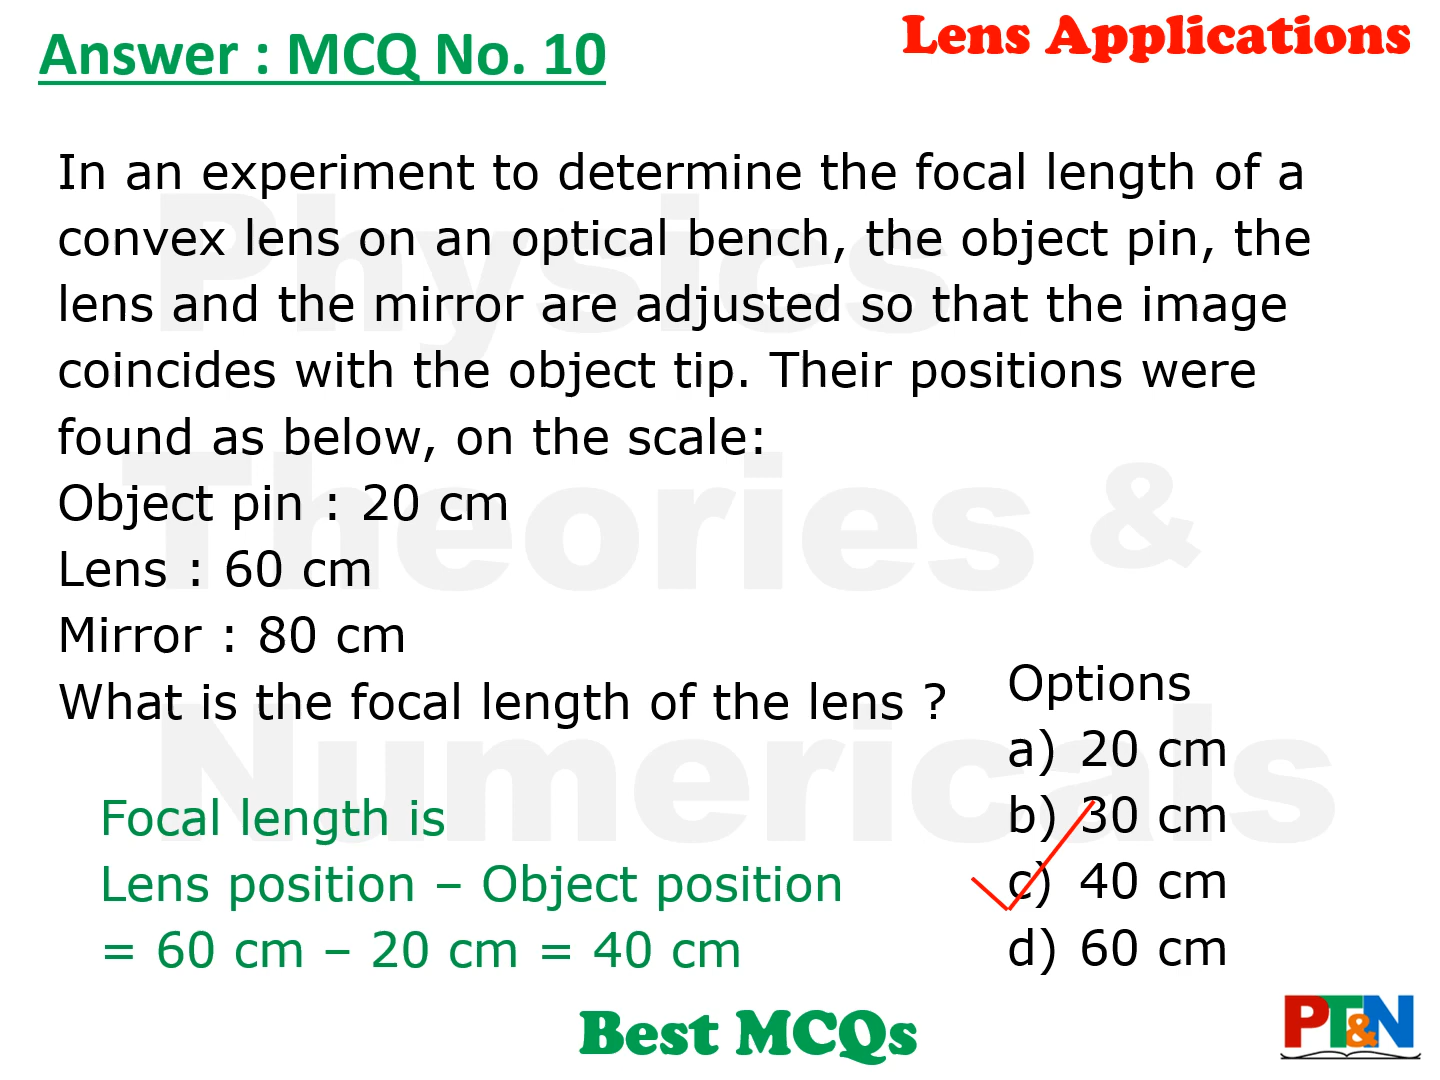 Answer : MCQ No. 10
Lens Applications
In an experiment to determine the focal length of a
convex lens on an optical bench, the object pin, the
lens and the mirror are adjusted so that the image
coincides with the object tip. Their positions were
found as below, on the scale:
Object pin : 20 cm
Lens : 60 cm
Mirror : 80 cm
What is the focal length of the lens ?
Options
a) 20 cm
b) 30 cm
c) 40 cm
d) 60 cm
Focal length is
Lens position – Object position
= 60 cm – 20 cm = 40 cm
Best MCQs
PT&N
Physics
Theories &
Numericals